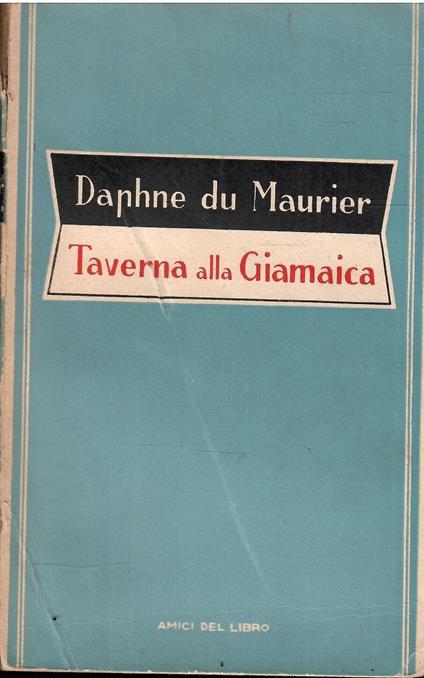 Daphne du Maurier
Taverna alla Giamaica
AMICI DEL LIBRO